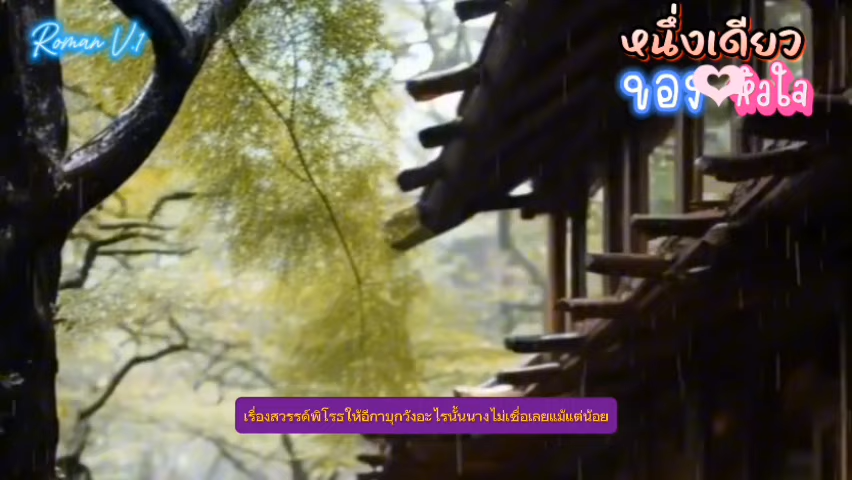 Roman V.1
หนึ่งเดียว
ของหัวใจ
เรื่องสวรรค์พิโรธให้อีกาบุกวังอะไรนั้นนางไม่เชื่อเลยแม้แต่น้อย